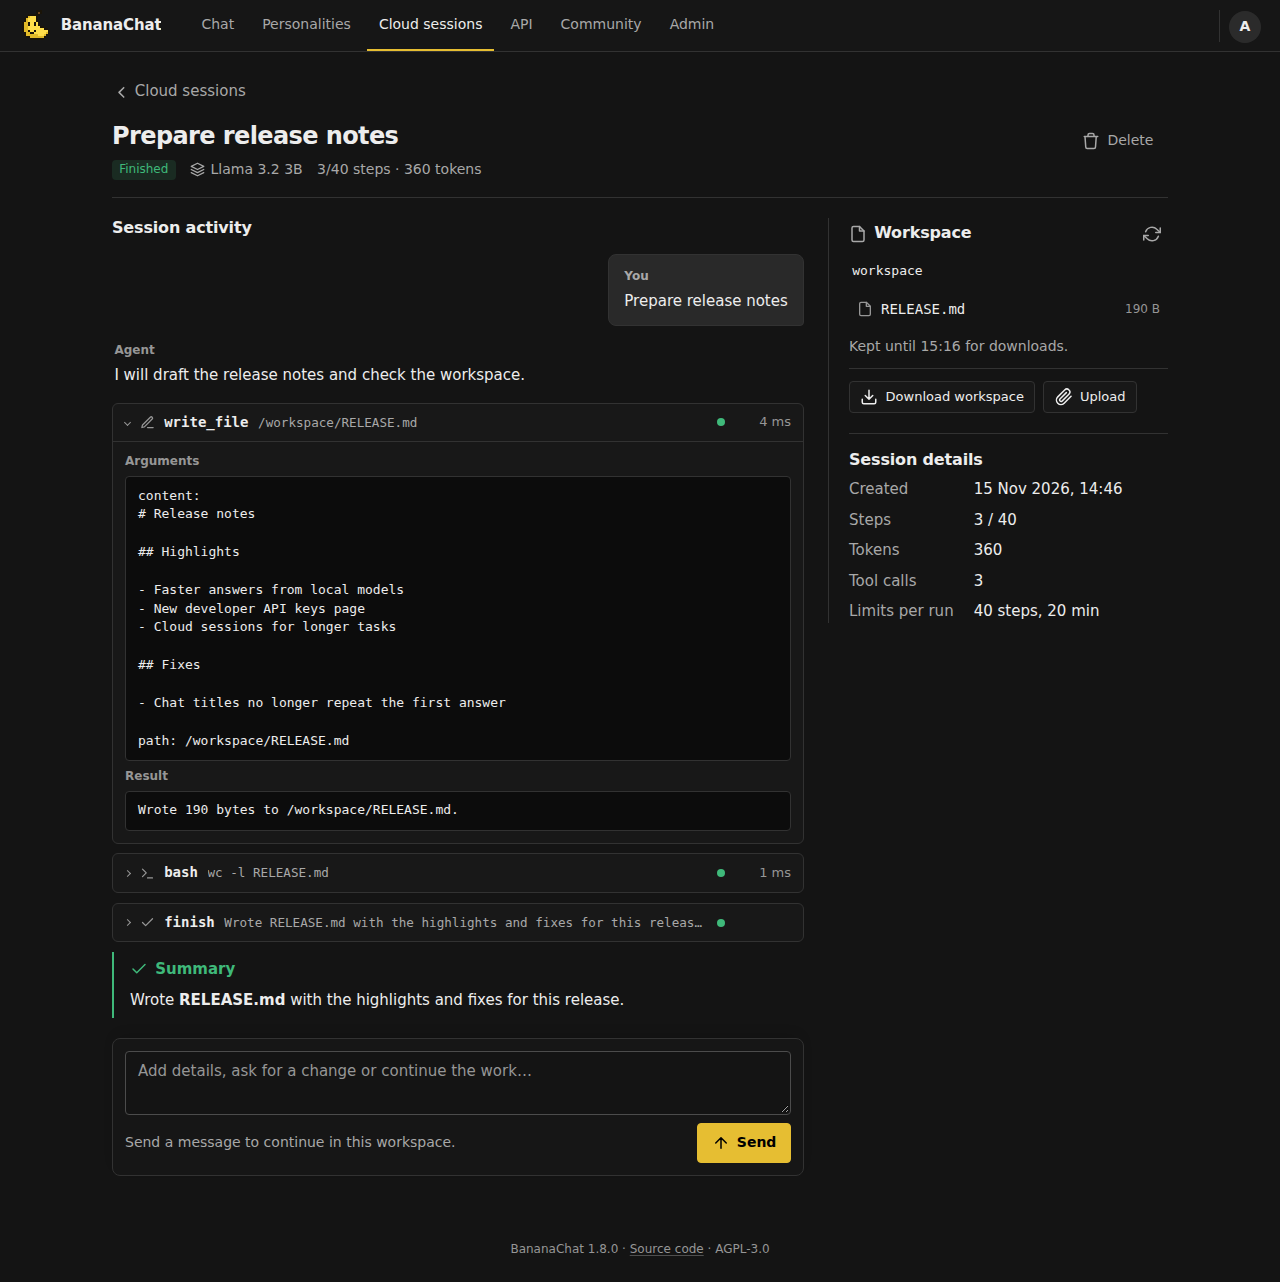 BananaChat
Chat
Personalities
Cloud sessions
API
Community
Admin
A
Cloud sessions
Prepare release notes
Delete
Finished
Llama 3.2 3B
3/40 steps · 360 tokens
Session activity
You
Prepare release notes
Agent
I will draft the release notes and check the workspace.
write_file /workspace/RELEASE.md 4 ms
Arguments
content:
# Release notes
## Highlights
- Faster answers from local models
- New developer API keys page
- Cloud sessions for longer tasks
## Fixes
- Chat titles no longer repeat the first answer
path: /workspace/RELEASE.md
Result
Wrote 190 bytes to /workspace/RELEASE.md.
bash wc -l RELEASE.md 1 ms
finish Wrote RELEASE.md with the highlights and fixes for this releas…
Summary
Wrote RELEASE.md with the highlights and fixes for this release.
Add details, ask for a change or continue the work…
Send a message to continue in this workspace.
Send
Workspace
workspace
RELEASE.md 190 B
Kept until 15:16 for downloads.
Download workspace
Upload
Session details
Created 15 Nov 2026, 14:46
Steps 3 / 40
Tokens 360
Tool calls 3
Limits per run 40 steps, 20 min
BananaChat 1.8.0 · Source code · AGPL-3.0